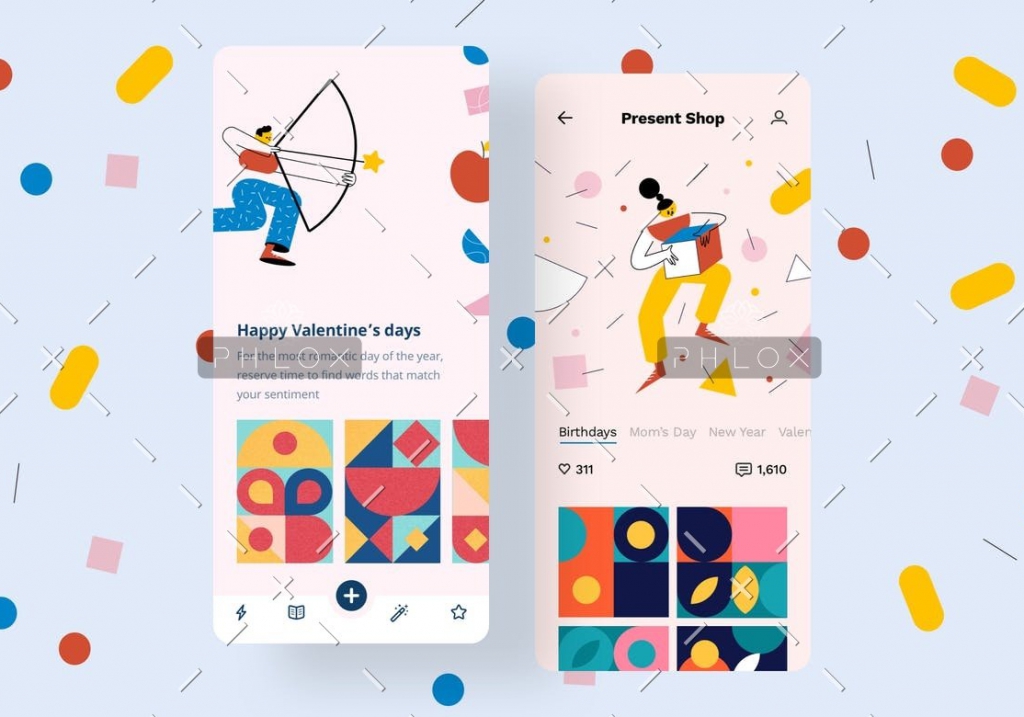 Happy Valentine's days
For the most romantic day of the year,
reserve time to find words that match
your sentiment
PHLOX
Present Shop
PHLOX
Birthdays Mom's Day New Year Valen
311 1,610